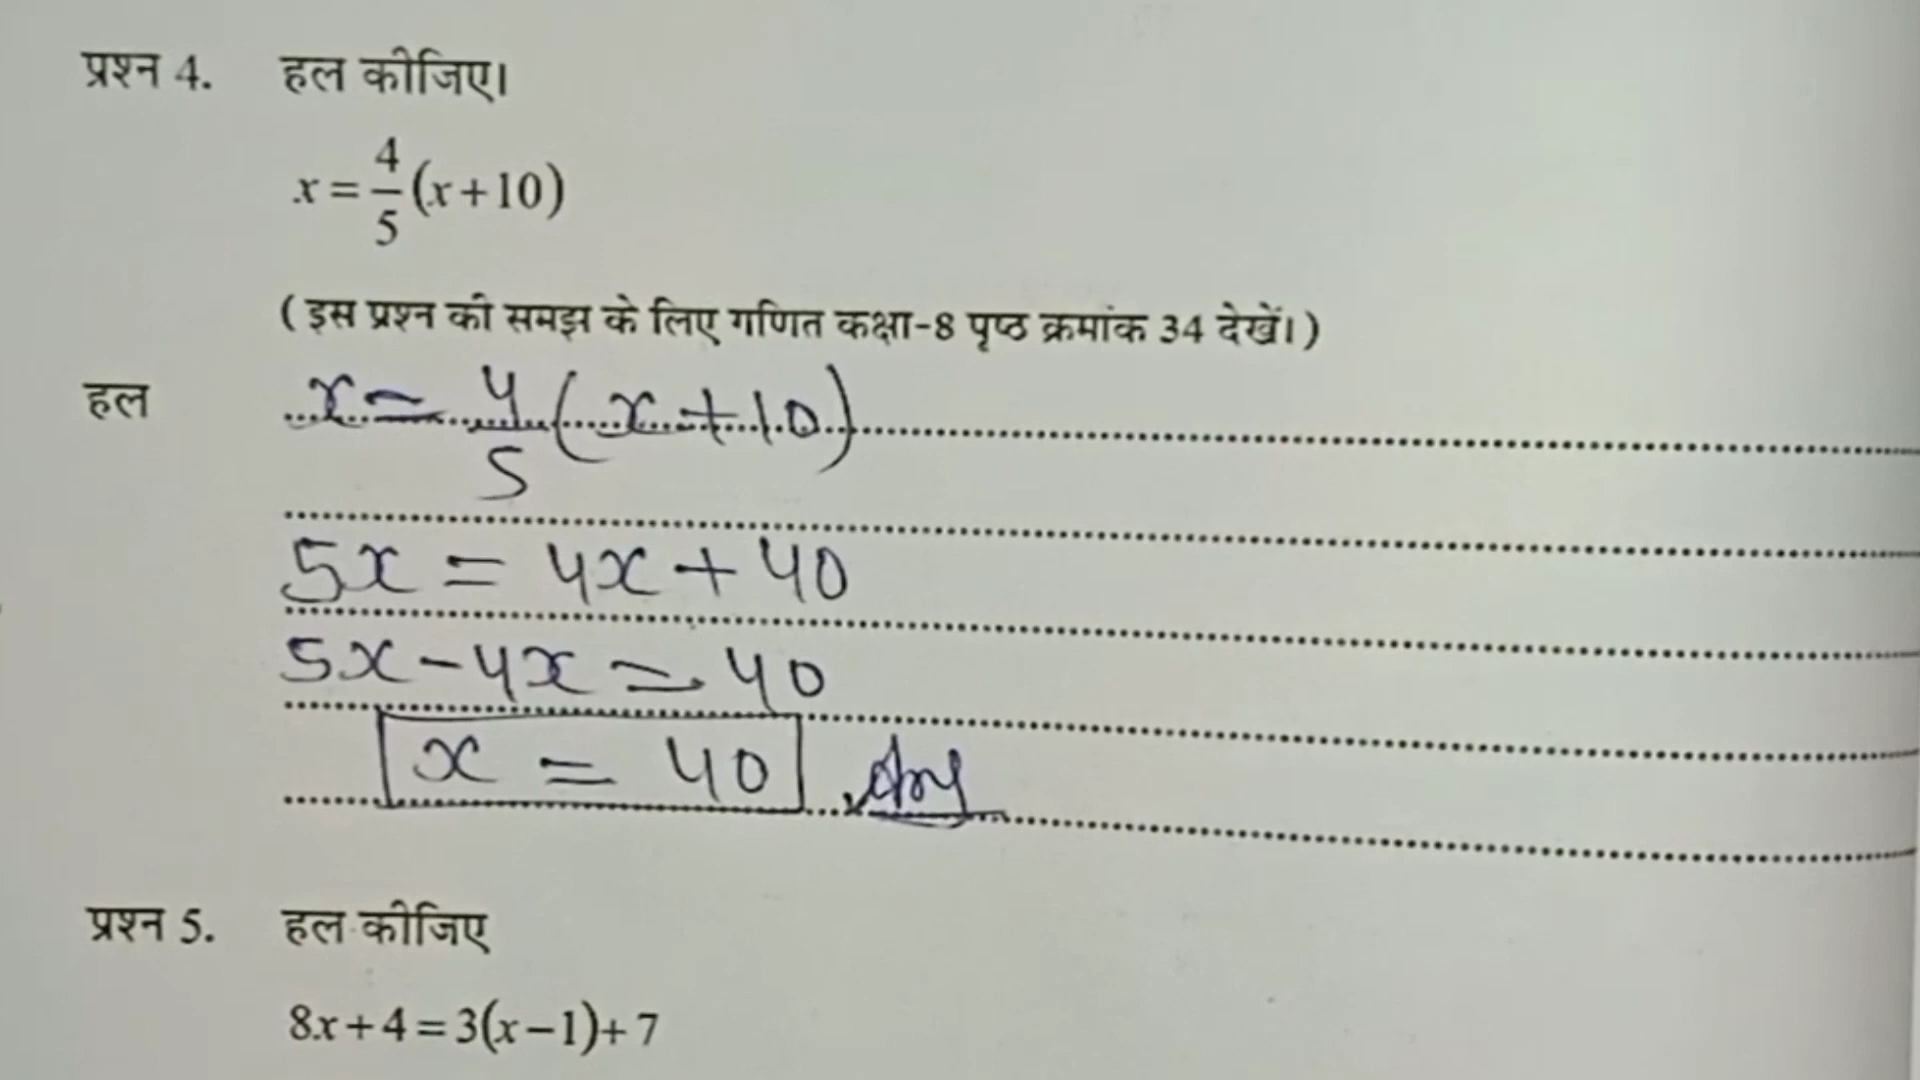 प्रश्न 4. हल कीजिए।
x = 4/5 (x+10)
( इस प्रश्न की समझ के लिए गणित कक्षा-8 पृष्ठ क्रमांक 34 देखें। )
हल x = 4/5 (x+10)
5x = 4x + 40
5x - 4x = 40
x = 40 Ans
प्रश्न 5. हल कीजिए
8x + 4 = 3(x-1) + 7